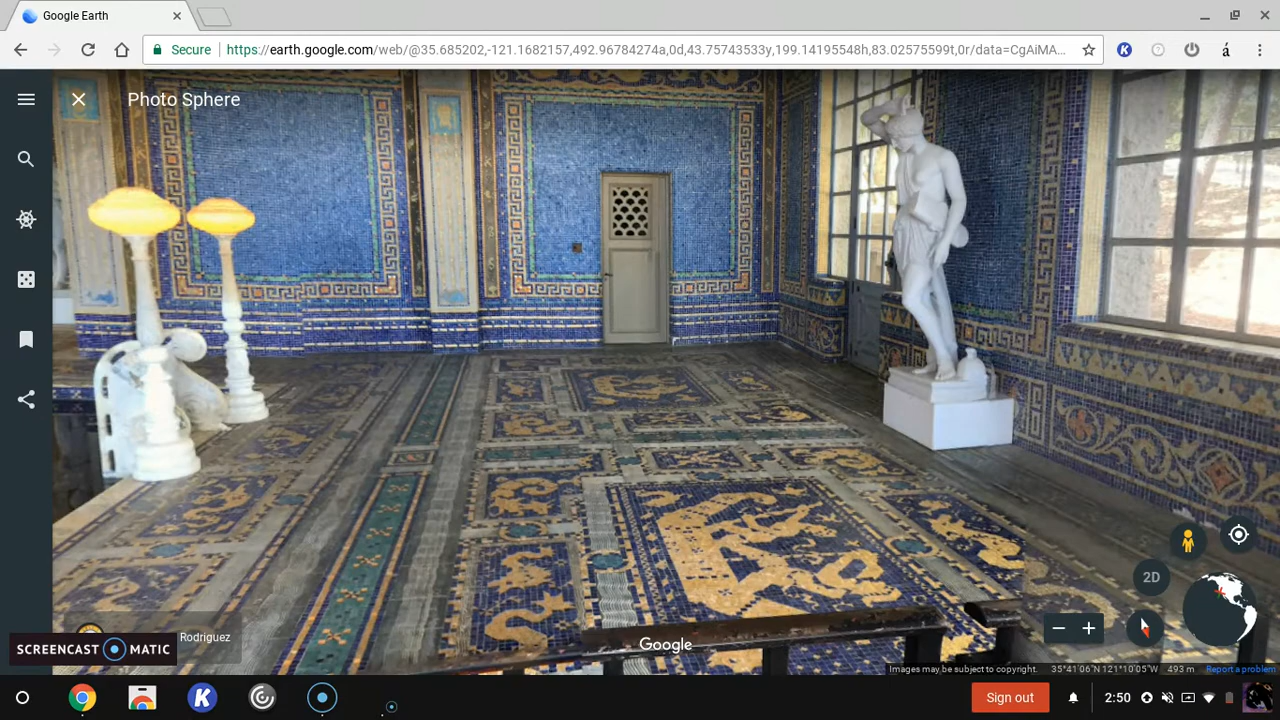 Google Earth
Secure
https://earth.google.com/web/@35.685202,-121.1682157,492.96784274a,0d,43.75743533y,199.14195548h,83.02575599t,0r/data=CgAiMA...
K
á
Photo Sphere
2D
Rodriguez
SCREENCAST MATIC
Google
Images may be subject to copyright. 35°41'06"N 121°10'05"W 493 m Report a problem
K
Sign out
2:50